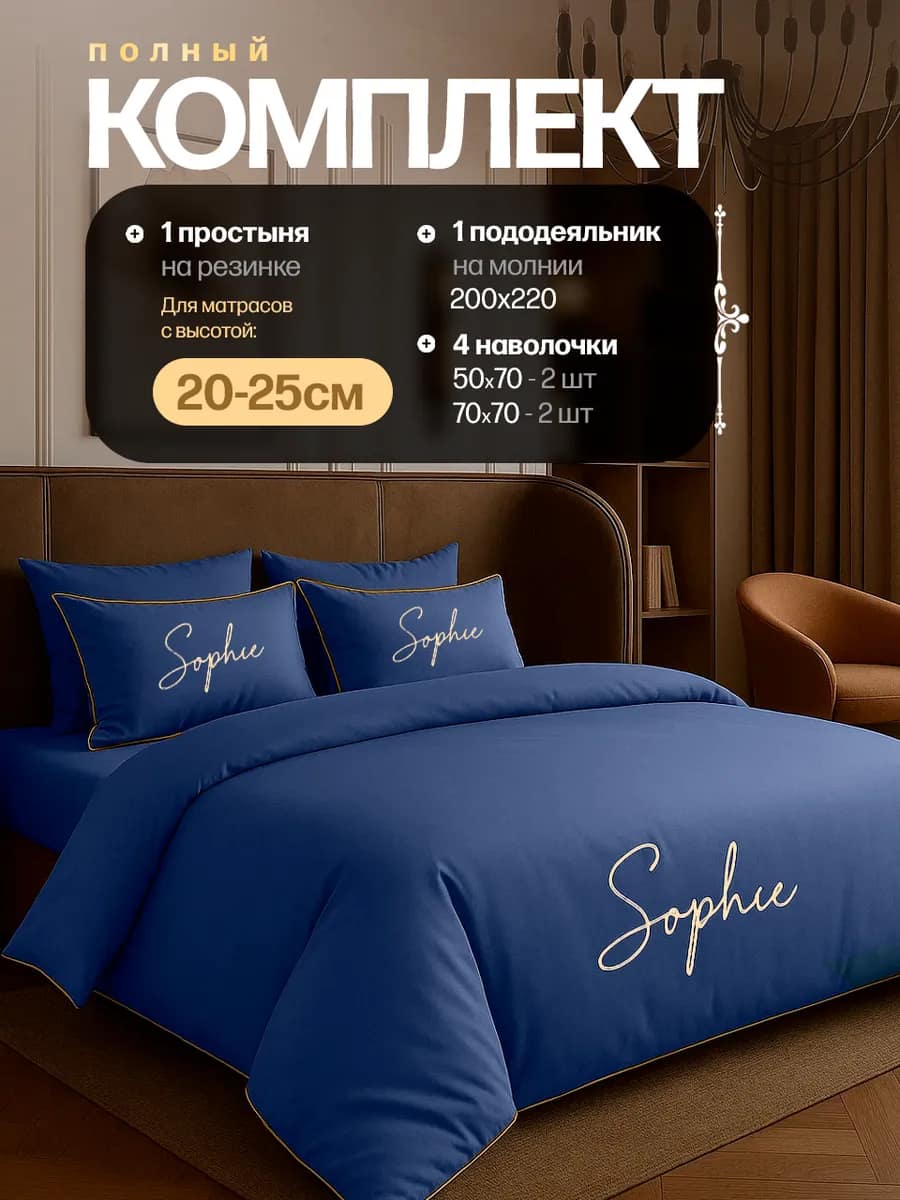 ПОЛНЫЙ
КОМПЛЕКТ
1 простыня
на резинке
Для матрасов
с высотой:
20-25см
1 пододеяльник
на молнии
200х220
4 наволочки
50х70 - 2 шт
70х70 - 2 шт
Sophie
Sophie
Sophie